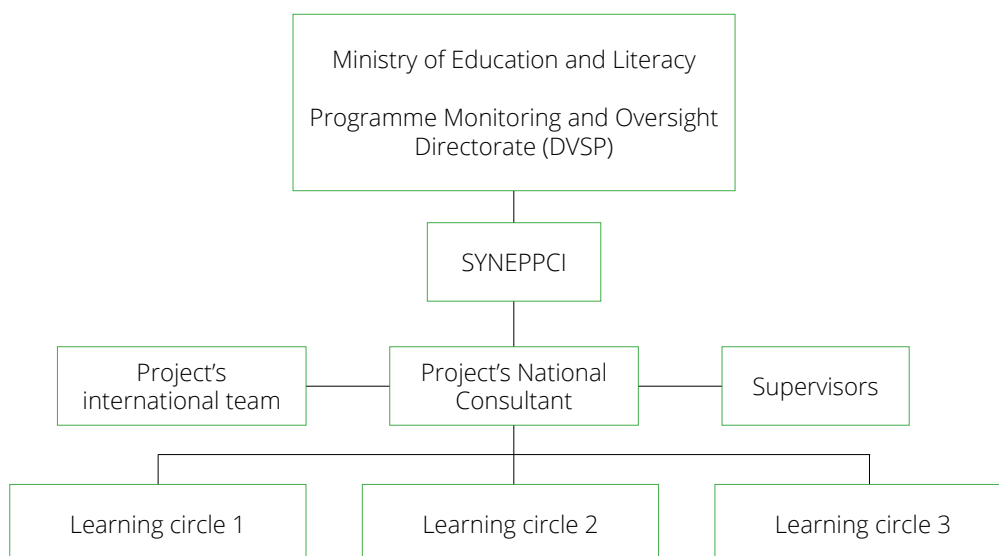 Ministry of Education and Literacy
Programme Monitoring and Oversight
Directorate (DVSP)
SYNEPPCI
Project’s
international team
Project’s National
Consultant
Supervisors
Learning circle 1
Learning circle 2
Learning circle 3